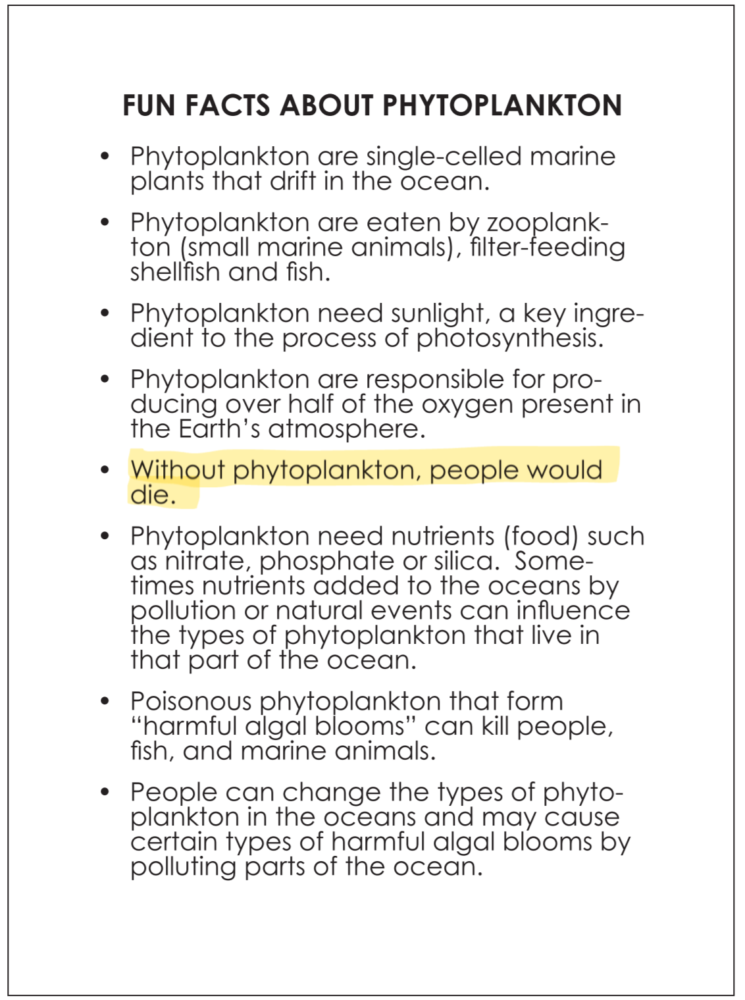 FUN FACTS ABOUT PHYTOPLANKTON
• Phytoplankton are single-celled marine
plants that drift in the ocean.
• Phytoplankton are eaten by zooplank-
ton (small marine animals), filter-feeding
shellfish and fish.
• Phytoplankton need sunlight, a key ingre-
dient to the process of photosynthesis.
• Phytoplankton are responsible for pro-
ducing over half of the oxygen present in
the Earth’s atmosphere.
• Without phytoplankton, people would
die.
• Phytoplankton need nutrients (food) such
as nitrate, phosphate or silica.  Some-
times nutrients added to the oceans by
pollution or natural events can influence
the types of phytoplankton that live in
that part of the ocean.
• Poisonous phytoplankton that form
“harmful algal blooms” can kill people,
fish, and marine animals.
• People can change the types of phyto-
plankton in the oceans and may cause
certain types of harmful algal blooms by
polluting parts of the ocean.